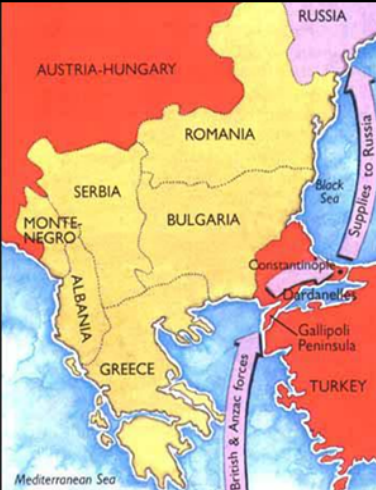 RUSSIA
AUSTRIA-HUNGARY
ROMANIA
SERBIA
Black
Sea
Supplies to Russia
MONTE-
NEGRO
BULGARIA
Constantinople
Dardanelles
ALBANIA
Gallipoli
Peninsula
GREECE
TURKEY
British & Anzac forces
Mediterranean Sea